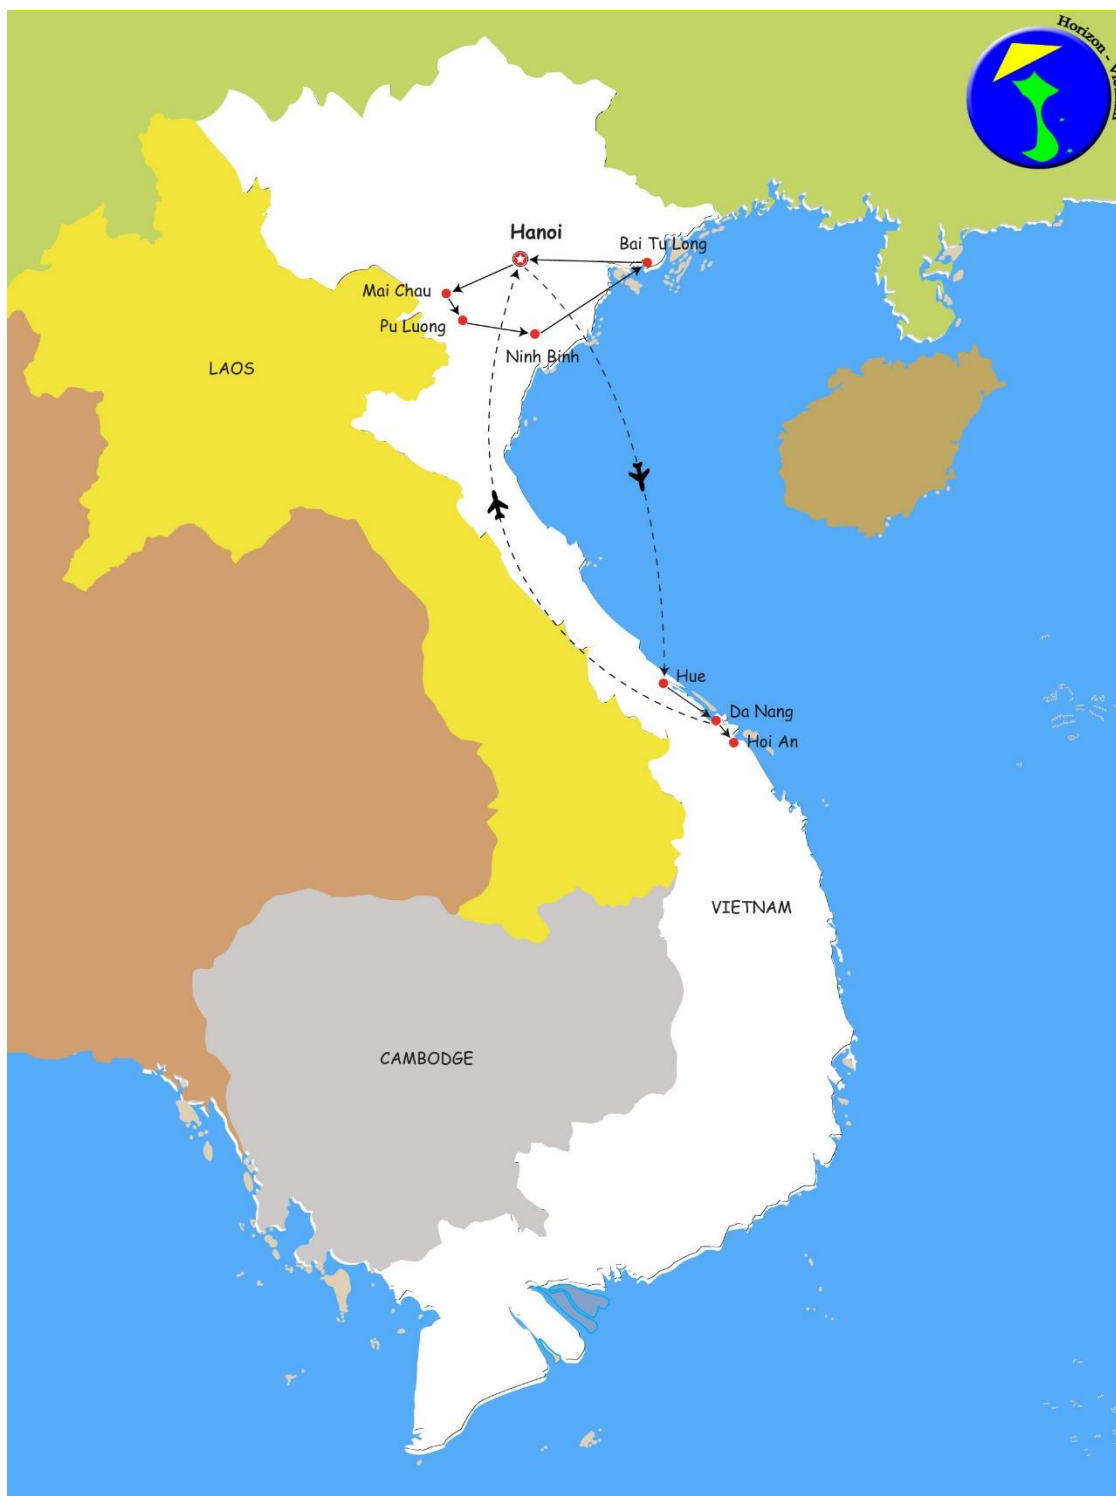 Horizon - Vietnam
Hanoi
Bai Tu Long
Mai Chau
Pu Luong
Ninh Binh
LAOS
Hue
Da Nang
Hoi An
VIETNAM
CAMBODGE